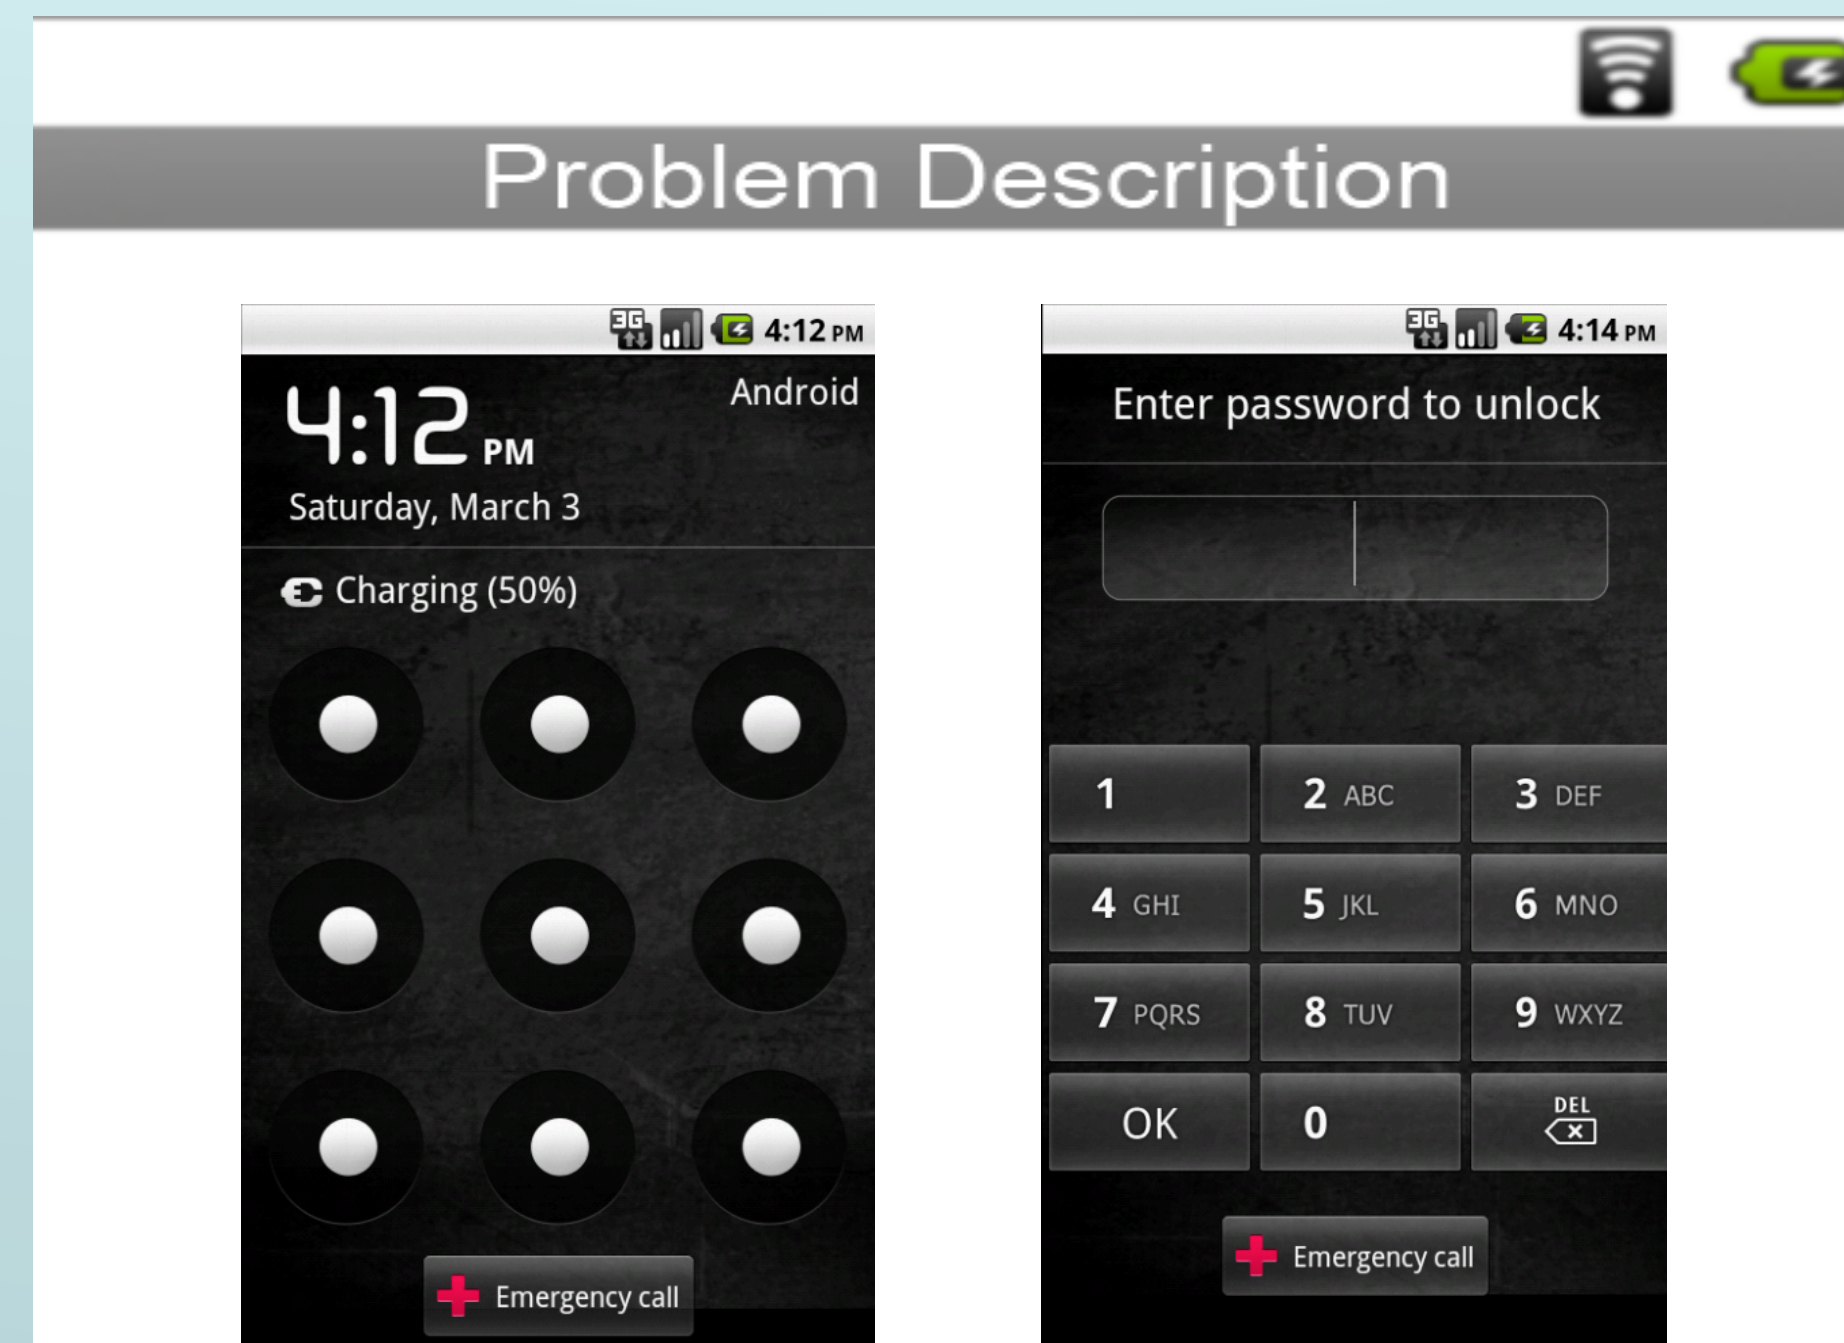 Problem Description
3G 4:12 PM
4:12 PM
Android
Saturday, March 3
Charging (50%)
Emergency call
3G 4:14 PM
Enter password to unlock
1
2 ABC
3 DEF
4 GHI
5 JKL
6 MNO
7 PQRS
8 TUV
9 WXYZ
OK
0
DEL
Emergency call